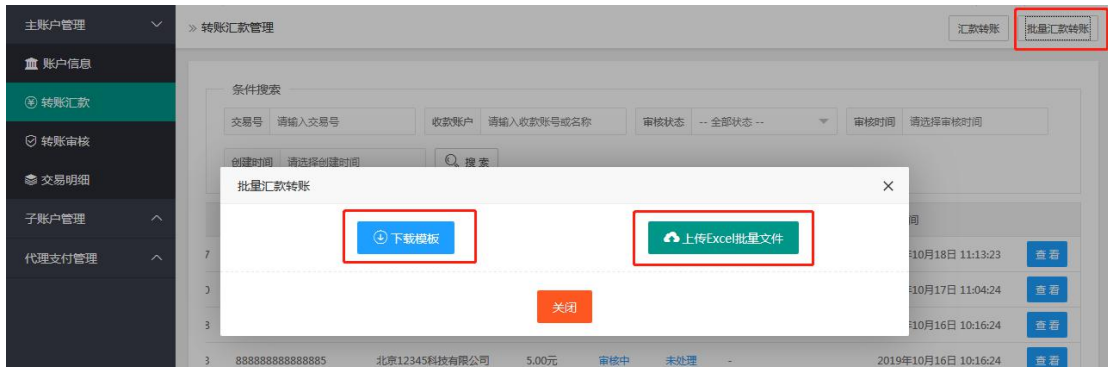 主账户管理
» 转账汇款管理
汇款转账
批量汇款转账
账户信息
转账汇款
转账审核
交易明细
子账户管理
代理支付管理
条件搜索
交易号 请输入交易号 收款账户 请输入收款账号或名称 审核状态 -- 全部状态 -- 审核时间 请选择审核时间
创建时间 请选择创建时间 搜 索
批量汇款转账
下载模板
上传Excel批量文件
关闭
间
7 10月18日 11:13:23 查看
10月17日 11:04:24 查看
3 10月16日 10:16:24 查看
3 888888888888885 北京12345科技有限公司 5.00元 审核中 未处理 - 2019年10月16日 10:16:24 查看